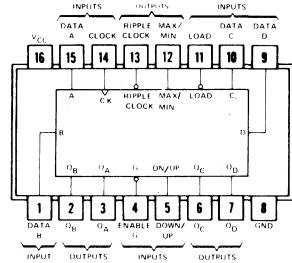 INPUTS OUTPUTS INPUTS
DATA RIPPLE MAX/ DATA DATA
VCC A CLOCK CLOCK MIN LOAD C D
16 15 14 13 12 11 10 9
A CK RIPPLE CLOCK MAX/ MIN. LOAD C
B D
QB QA G DN/UP QC QD
1 2 3 4 5 6 7 8
DATA QB QA ENABLE DOWN/ QC QD GND
B G UP
INPUT OUTPUTS INPUTS OUTPUTS